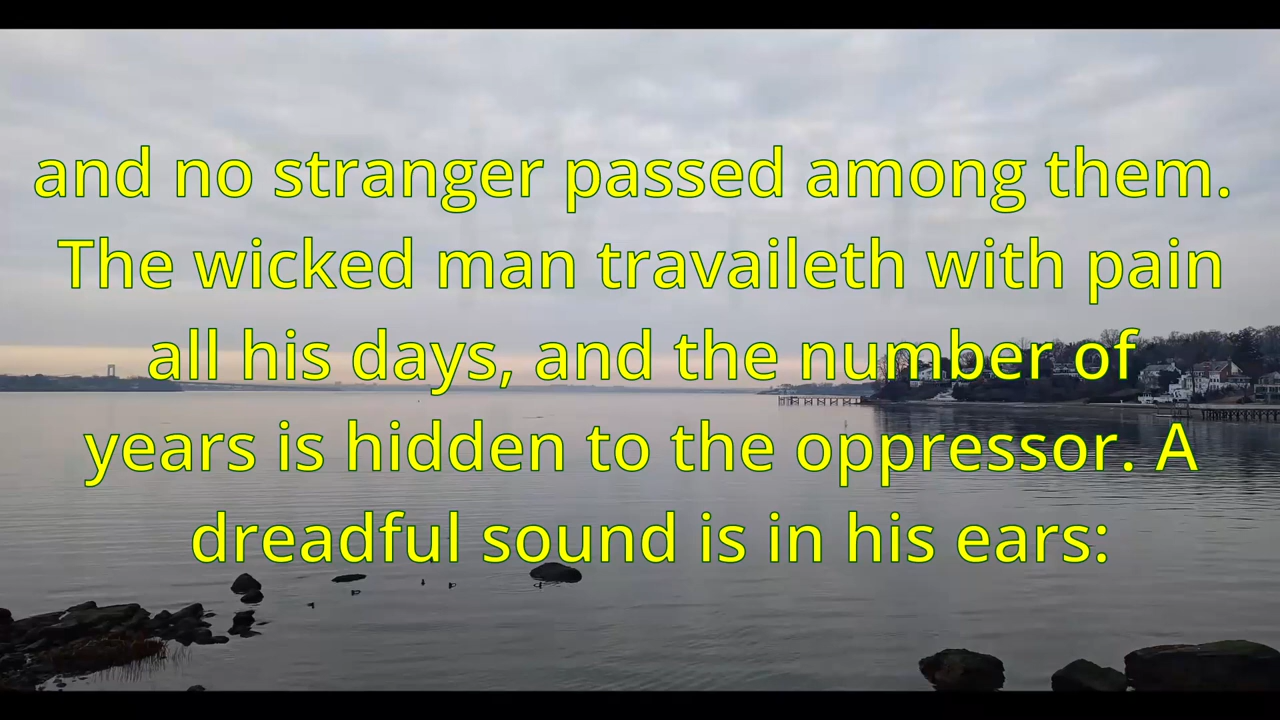 and no stranger passed among them.
The wicked man travaileth with pain
all his days, and the number of
years is hidden to the oppressor. A
dreadful sound is in his ears: